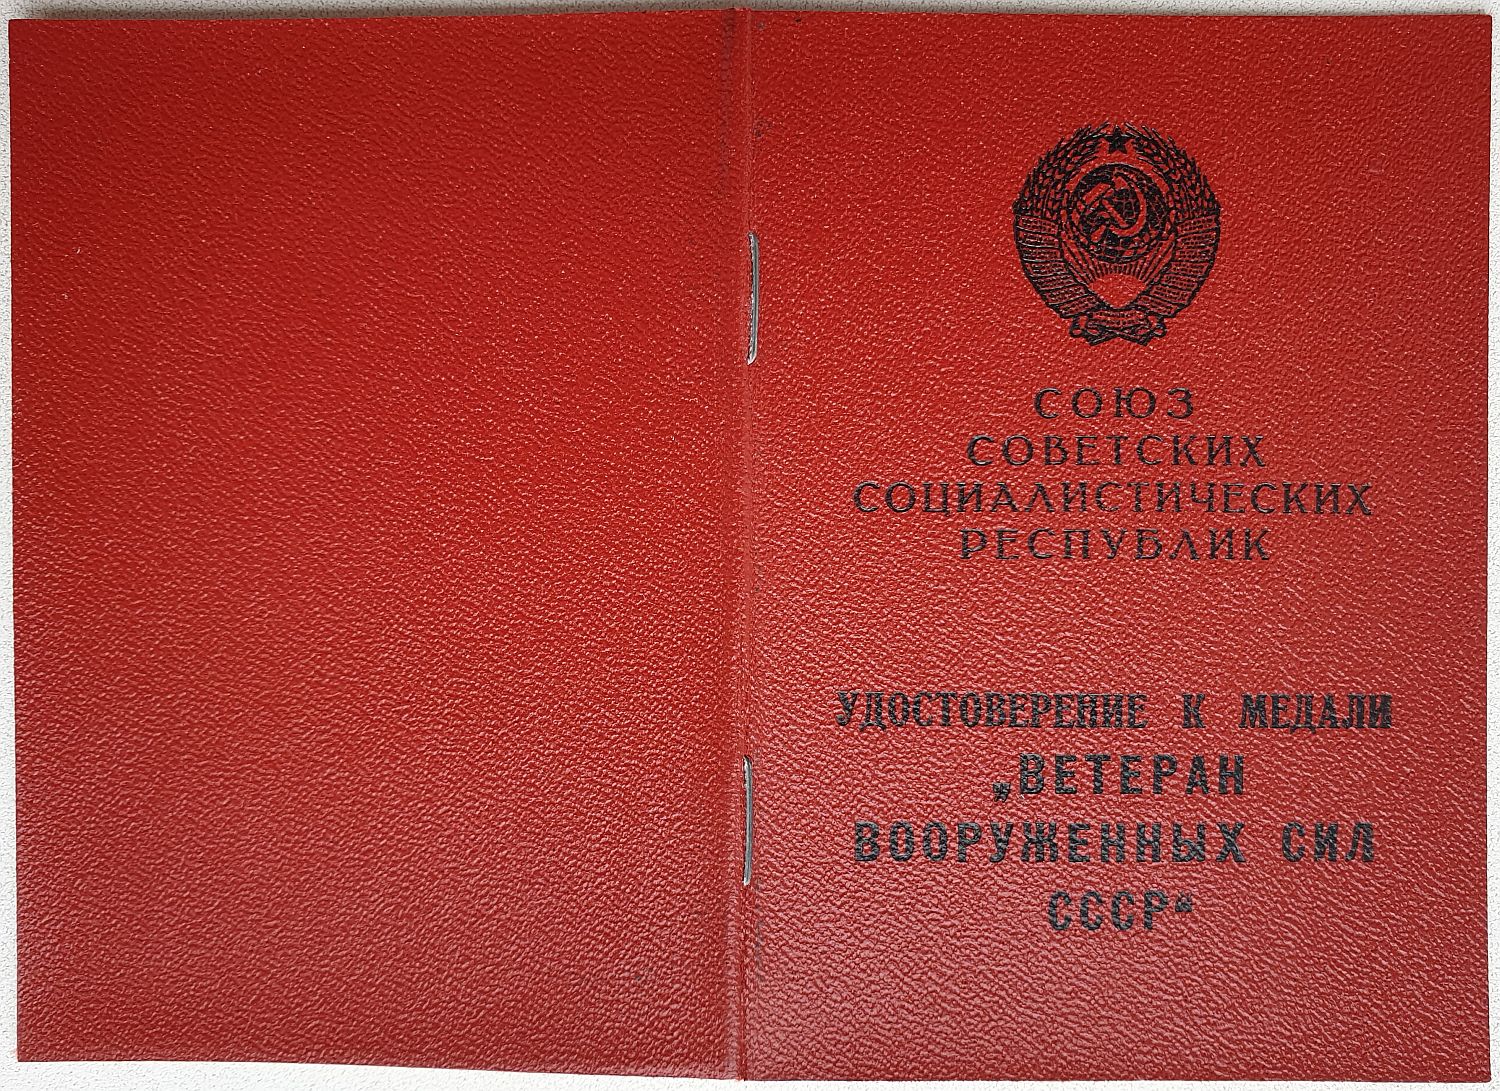 СОЮЗ
СОВЕТСКИХ
СОЦИАЛИСТИЧЕСКИХ
РЕСПУБЛИК
УДОСТОВЕРЕНИЕ К МЕДАЛИ
„ВЕТЕРАН
ВООРУЖЕННЫХ СИЛ
СССР“